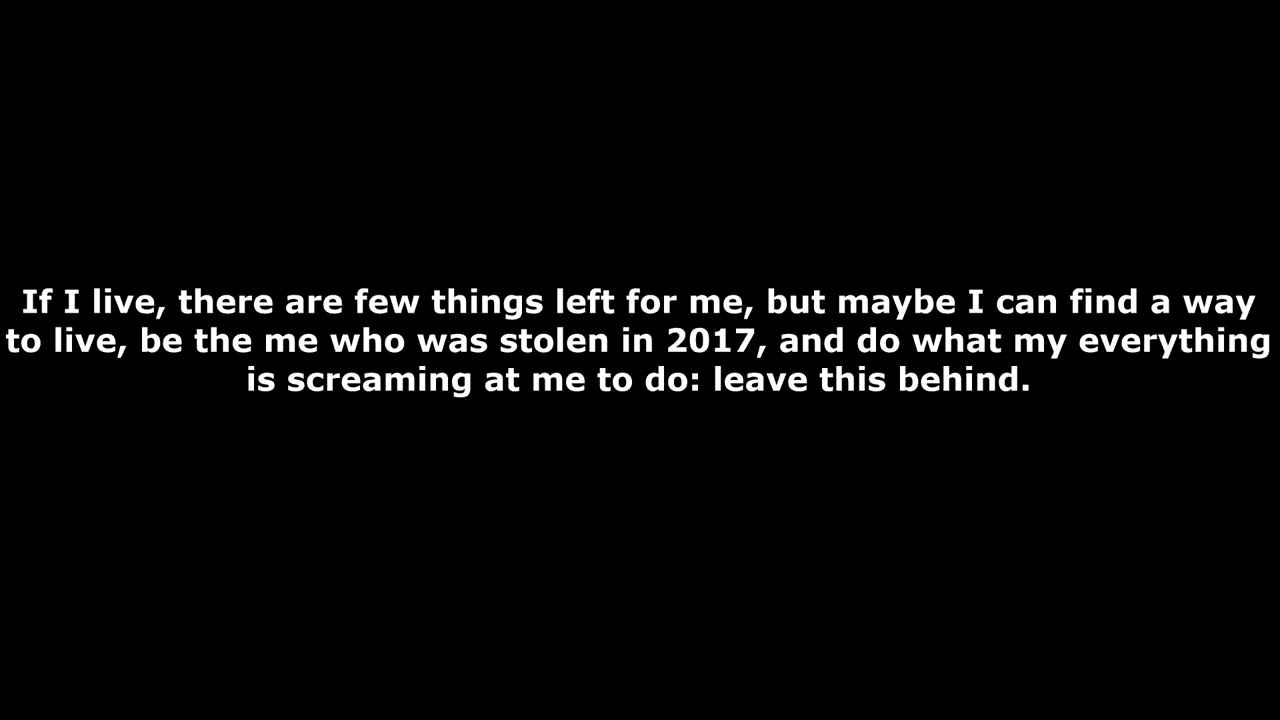 If I live, there are few things left for me, but maybe I can find a way
to live, be the me who was stolen in 2017, and do what my everything
is screaming at me to do: leave this behind.